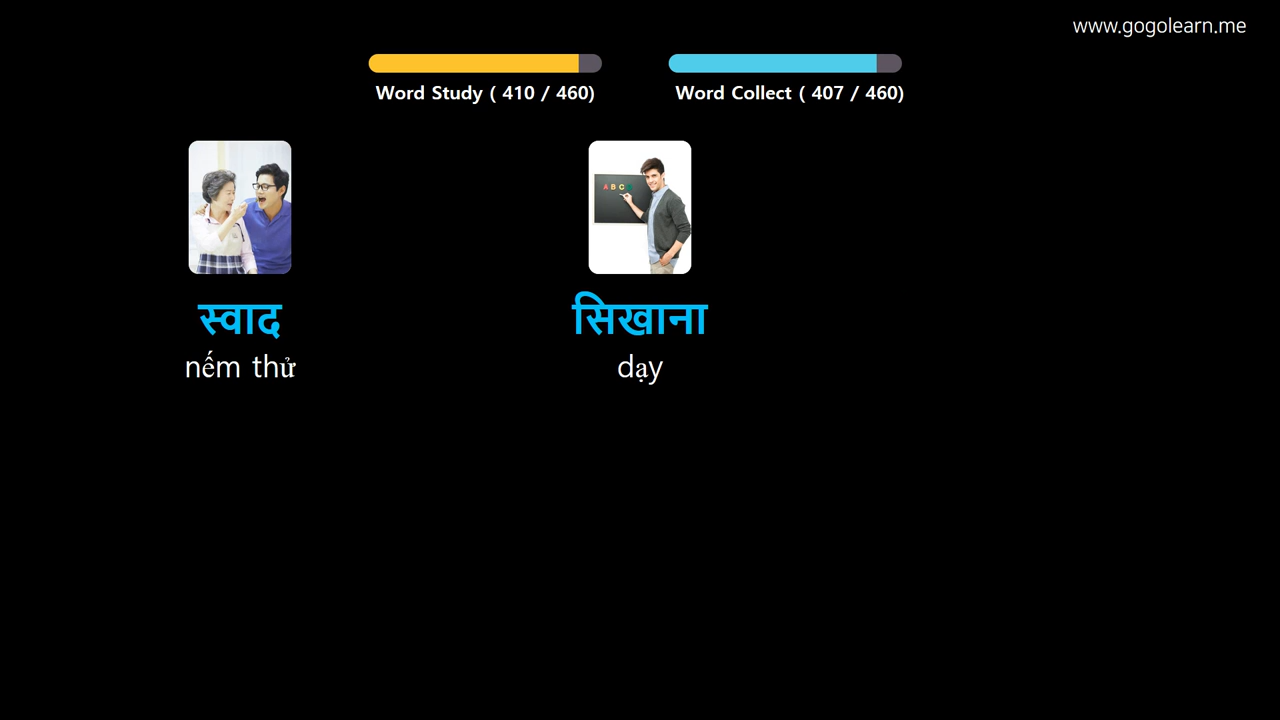 www.gogolearn.me
Word Study ( 410 / 460)
Word Collect ( 407 / 460)
A B C
स्वाद
सिखाना
nếm thử
dạy